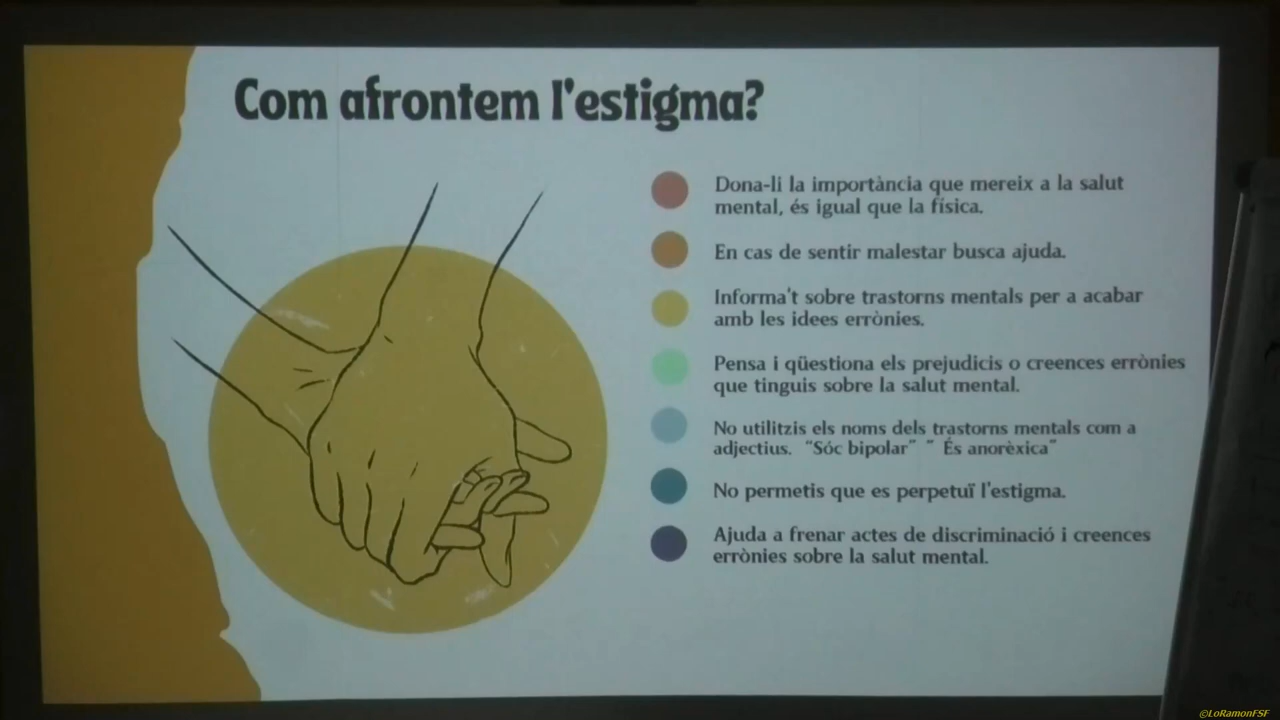 Com afrontem l'estigma?
Dona-li la importància que mereix a la salut
mental, és igual que la física.
En cas de sentir malestar busca ajuda.
Informa't sobre trastorns mentals per a acabar
amb les idees errònies.
Pensa i qüestiona els prejudicis o creences errònies
que tinguis sobre la salut mental.
No utilitzis els noms dels trastorns mentals com a
adjectius. “Sóc bipolar” ” És anorèxica”
No permetis que es perpetuï l'estigma.
Ajuda a frenar actes de discriminació i creences
errònies sobre la salut mental.
©LoRamonFSF